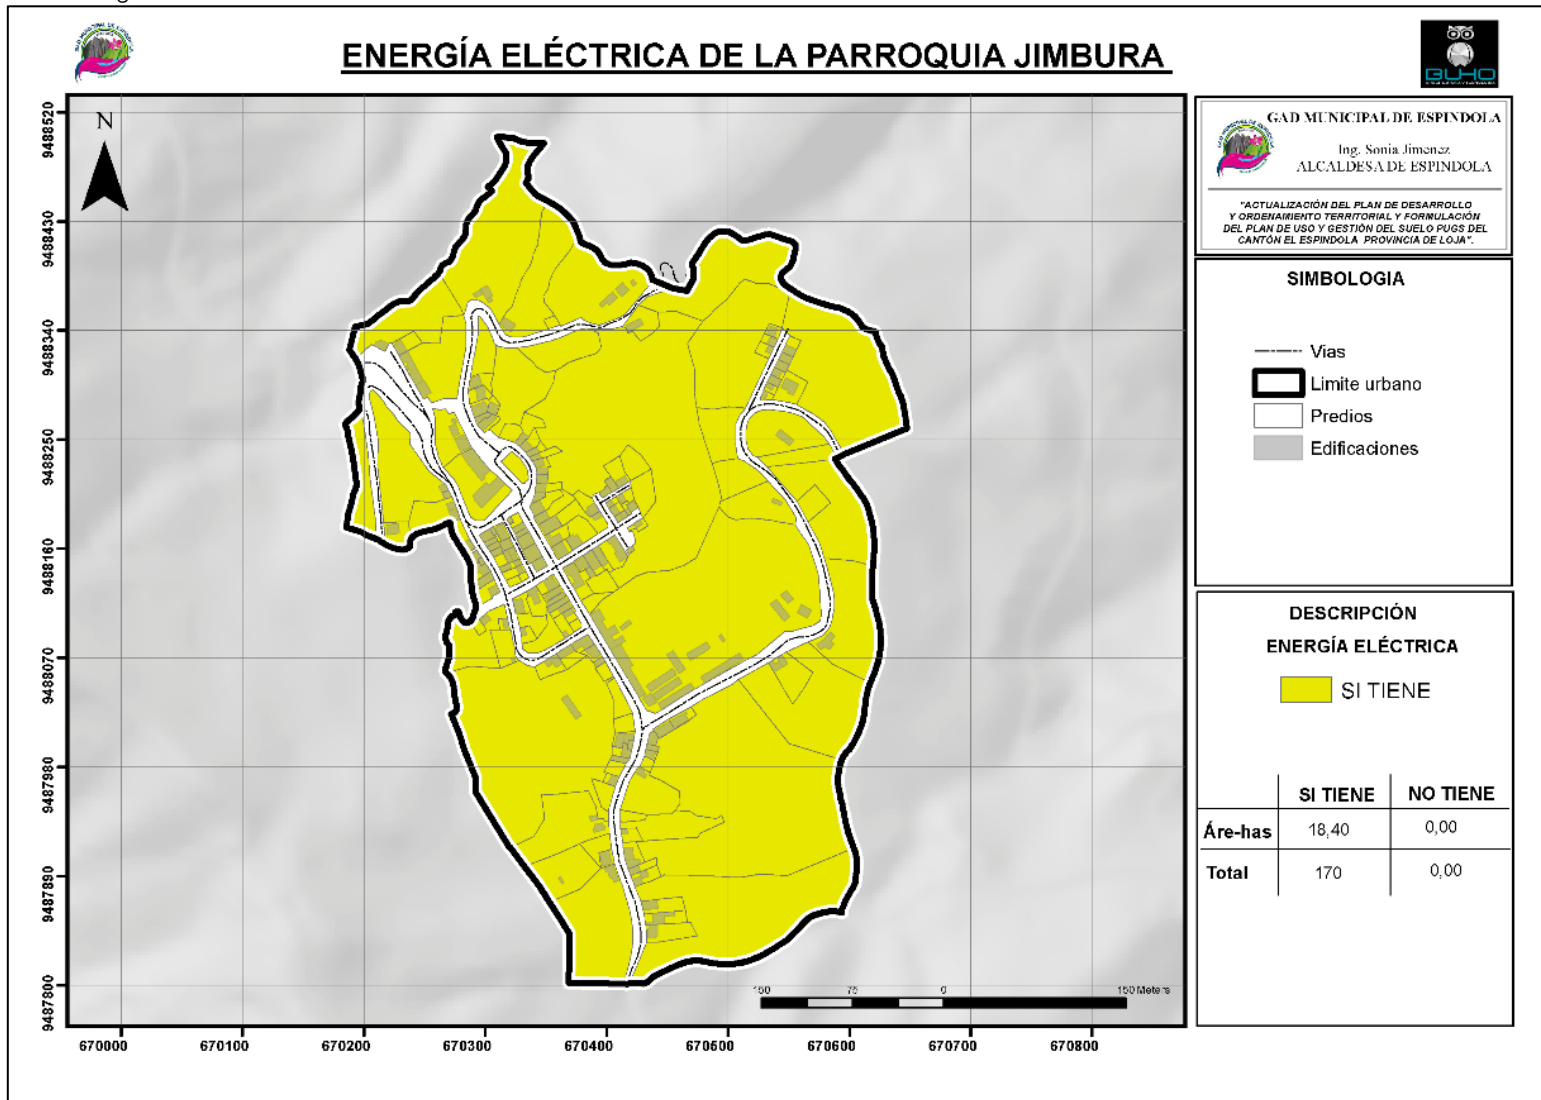 ENERGÍA ELÉCTRICA DE LA PARROQUIA JIMBURA
BUHO
GAD MUNICIPAL DE ESPINDOLA
Ing. Sonia Jimenez
ALCALDESA DE ESPINDOLA
"ACTUALIZACIÓN DEL PLAN DE DESARROLLO
Y ORDENAMIENTO TERRITORIAL Y FORMULACIÓN
DEL PLAN DE USO Y GESTIÓN DEL SUELO PUGS DEL
CANTÓN EL ESPINDOLA PROVINCIA DE LOJA".
SIMBOLOGIA
Vias
Limite urbano
Predios
Edificaciones
DESCRIPCIÓN
ENERGÍA ELÉCTRICA
SI TIENE
SI TIENE NO TIENE
Áre-has 18,40 0,00
Total 170 0,00
N
9488520
9488430
9488340
9488250
9488160
9488070
9487980
9487890
9487800
150 75 0 150 Meters
670000 670100 670200 670300 670400 670500 670600 670700 670800